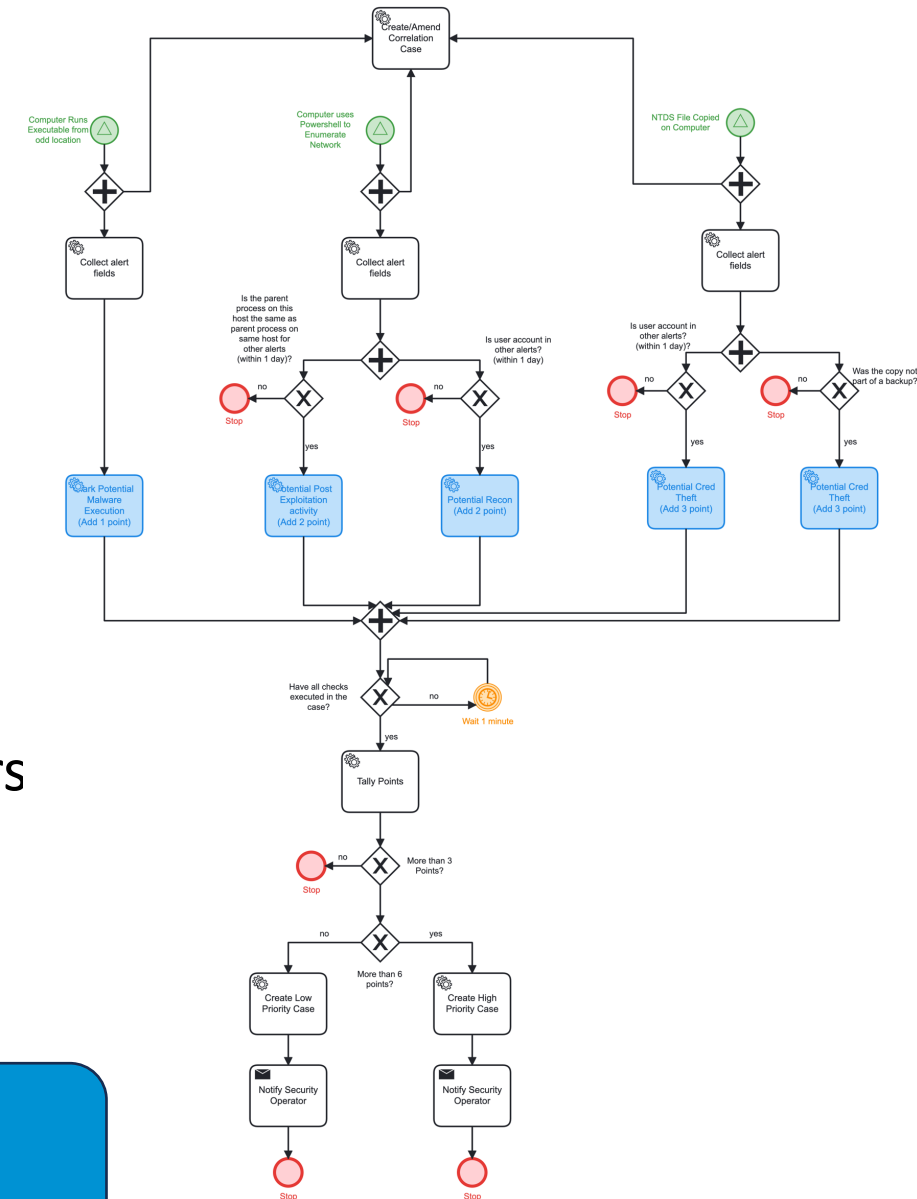 Create/Amend
Correlation
Case
Computer Runs
Executable from
odd location
Computer uses
Powershell to
Enumerate
Network
NTDS File Copied
on Computer
Collect alert
fields
Collect alert
fields
Collect alert
fields
Is the parent
process on this
host the same as
parent process on
same host for
other alerts
(within 1 day)?
Is user account in
other alerts?
(within 1 day)
Is user account in
other alerts?
(within 1 day)?
Was the copy not
part of a backup?
no
Stop
no
Stop
no
Stop
no
Stop
yes
yes
yes
yes
ark Potential
Malware
Execution
(Add 1 point)
otential Post
Exploitation
activity
(Add 2 point)
Potential Recon
(Add 2 point)
Potential Cred
Theft
(Add 3 point)
Potential Cred
Theft
(Add 3 point)
Have all checks
executed in the
case?
no
Wait 1 minute
yes
rs
Tally Points
no
Stop
More than 3
Points?
no
yes
More than 6
points?
Create Low
Priority Case
Create High
Priority Case
Notify Security
Operator
Notify Security
Operator
Stop
Stop